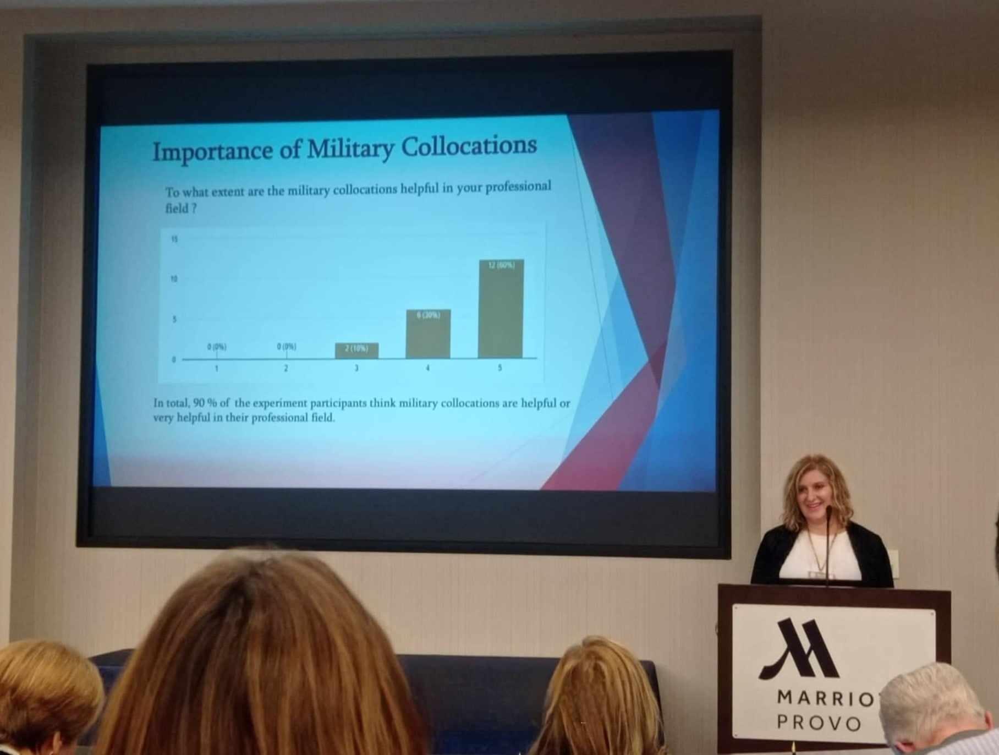 Importance of Military Collocations
To what extent are the military collocations helpful in your professional
field ?
15
10
5
0
0 (0%)
0 (0%)
2 (10%)
6 (30%)
12 (60%)
1
2
3
4
5
In total, 90 % of the experiment participants think military collocations are helpful or
very helpful in their professional field.
MARRIO
PROVO